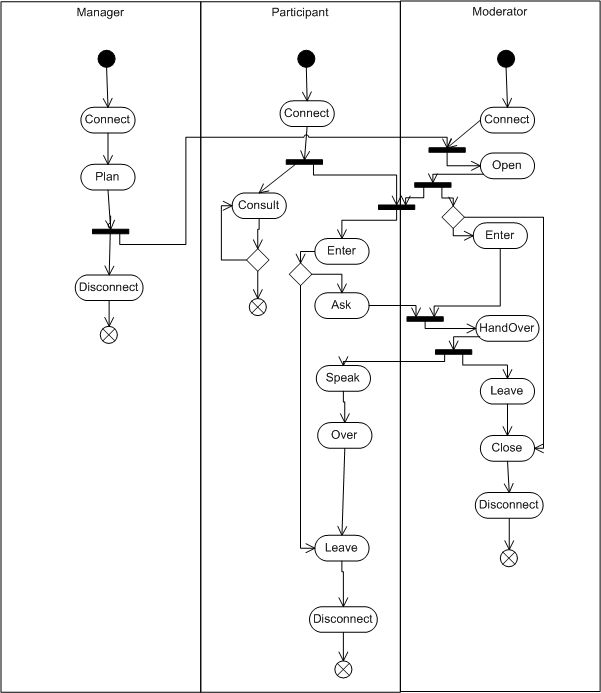 Manager
Participant
Moderator
Connect
Connect
Connect
Plan
Open
Consult
Enter
Enter
Disconnect
Ask
HandOver
Speak
Leave
Over
Close
Disconnect
Leave
Disconnect